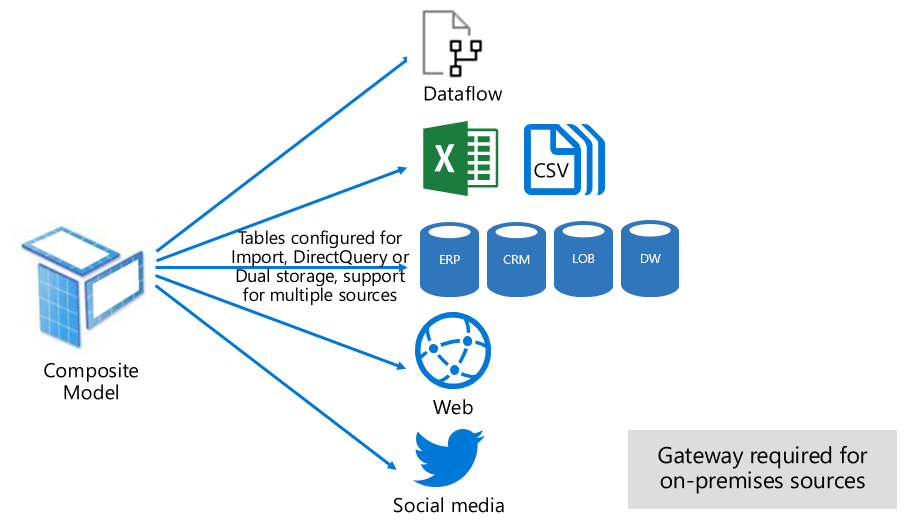 Dataflow
X
CSV
Tables configured for
Import, DirectQuery or
Dual storage, support
for multiple sources
ERP
CRM
LOB
DW
Composite
Model
Web
Social media
Gateway required for
on-premises sources